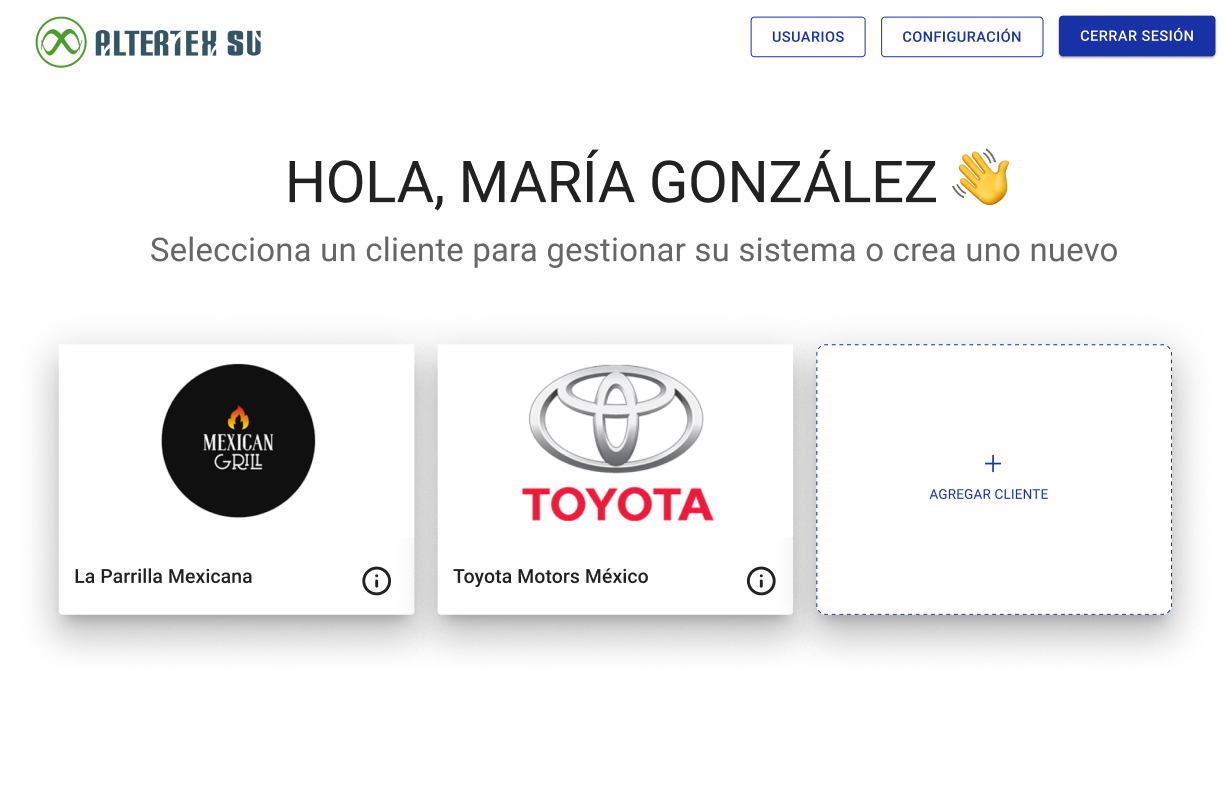 ALTERTEX SU
USUARIOS
CONFIGURACIÓN
CERRAR SESIÓN
HOLA, MARÍA GONZÁLEZ 👋
Selecciona un cliente para gestionar su sistema o crea uno nuevo
MEXICAN
GRILL
TOYOTA
AGREGAR CLIENTE
La Parrilla Mexicana
Toyota Motors México